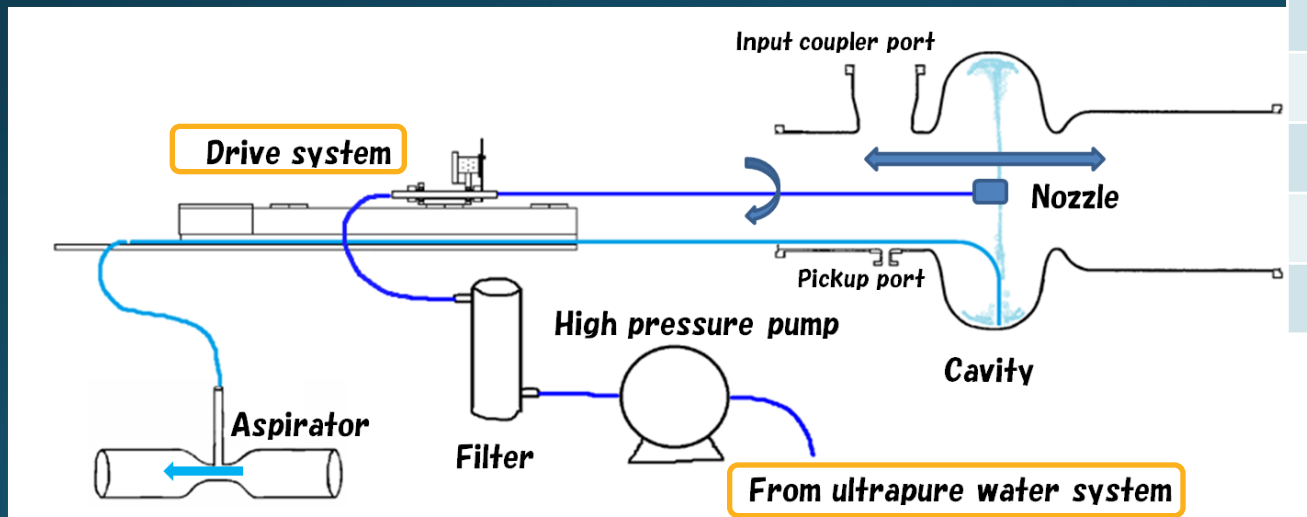 Input coupler port
Drive system
Nozzle
Pickup port
High pressure pump
Cavity
Aspirator
Filter
From ultrapure water system